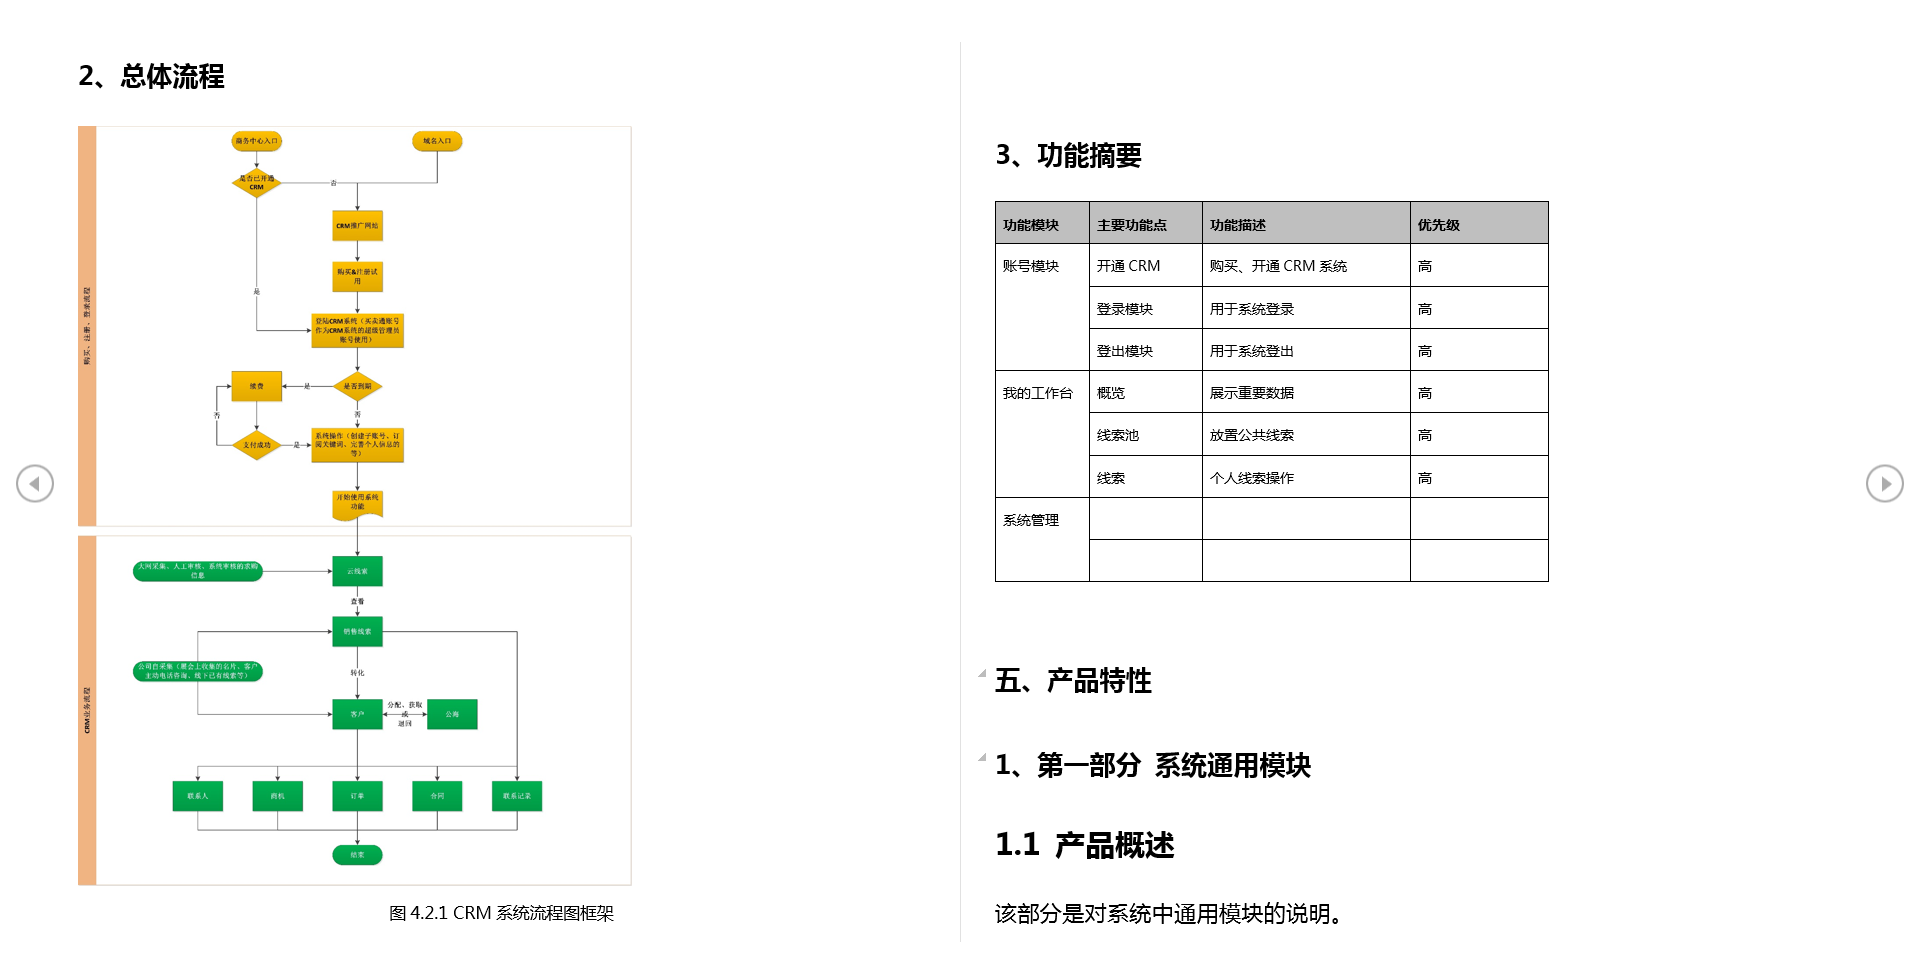 2、总体流程
商务中心入口
域名入口
是否已开通
CRM
否
CRM推广网站
购买&注册试
用
是
登陆CRM系统（买卖通账号
作为CRM系统的超级管理员
账号使用）
购买、注册、登录流程
缴费
是
是否到期
否
否
支付成功
是
系统操作（创建子账号、订
阅关键词、完善个人信息的
等）
开始使用系统
功能
大网采集、人工审核、系统审核的求购
信息
云线索
查看
销售线索
公司自采集（展会上收集的名片、客户
主动电话咨询、线下已有线索等）
转化
客户
分配、获取
或
退回
公海
CRM业务流程
联系人
商机
订单
合同
联系记录
结束
图 4.2.1 CRM 系统流程图框架
3、功能摘要
功能模块 主要功能点 功能描述 优先级
账号模块 开通 CRM 购买、开通 CRM 系统 高
登录模块 用于系统登录 高
登出模块 用于系统登出 高
我的工作台 概览 展示重要数据 高
线索池 放置公共线索 高
线索 个人线索操作 高
系统管理
五、产品特性
1、第一部分 系统通用模块
1.1 产品概述
该部分是对系统中通用模块的说明。